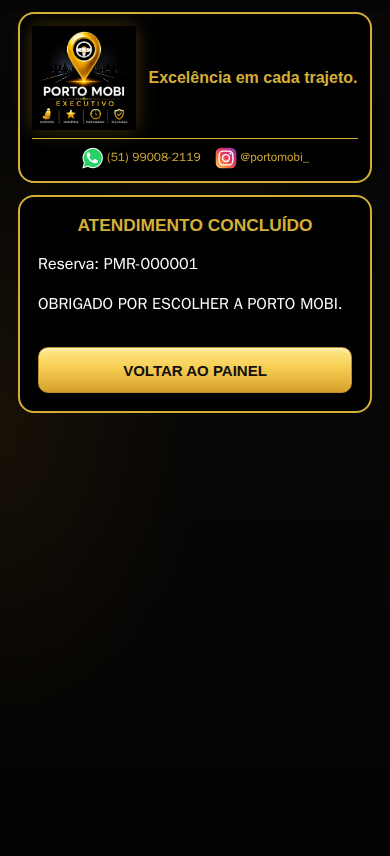 PORTO MOBI
EXECUTIVO
Excelência em cada trajeto.
(51) 99008-2119
@portomobi_
ATENDIMENTO CONCLUÍDO
Reserva: PMR-000001
OBRIGADO POR ESCOLHER A PORTO MOBI.
VOLTAR AO PAINEL